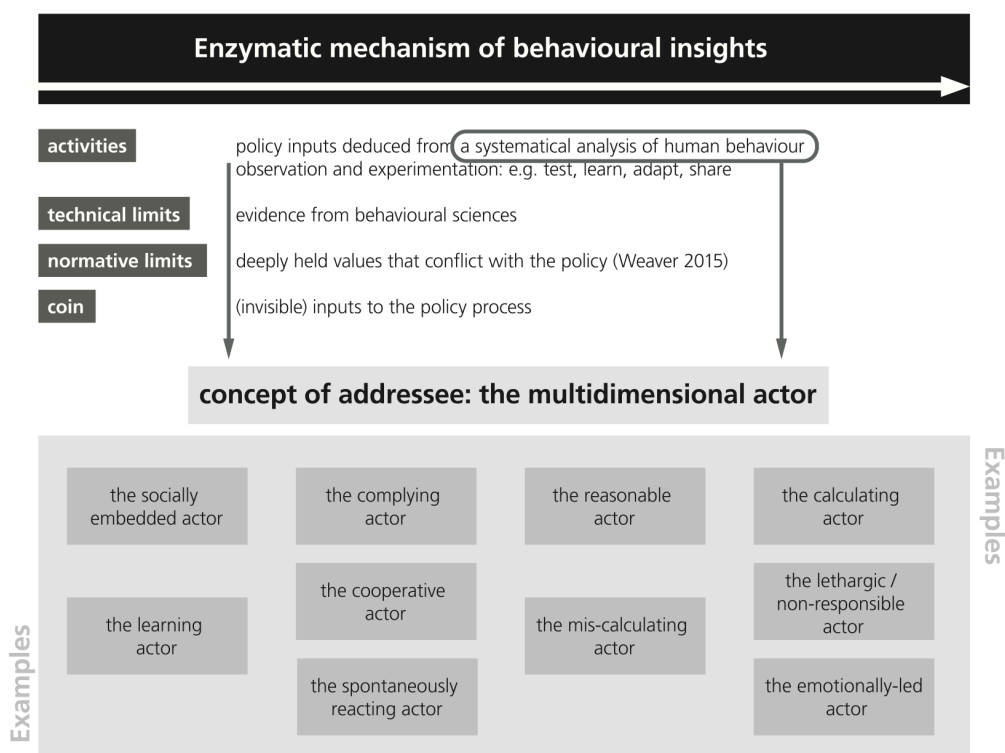 Enzymatic mechanism of behavioural insights
activities
policy inputs deduced from a systematical analysis of human behaviour
observation and experimentation: e.g. test, learn, adapt, share
technical limits
evidence from behavioural sciences
normative limits
deeply held values that conflict with the policy (Weaver 2015)
coin
(invisible) inputs to the policy process
concept of addressee: the multidimensional actor
Examples
the socially
embedded actor
the complying
actor
the reasonable
actor
the calculating
actor
the learning
actor
the cooperative
actor
the mis-calculating
actor
the lethargic /
non-responsible
actor
the spontaneously
reacting actor
the emotionally-led
actor
Examples